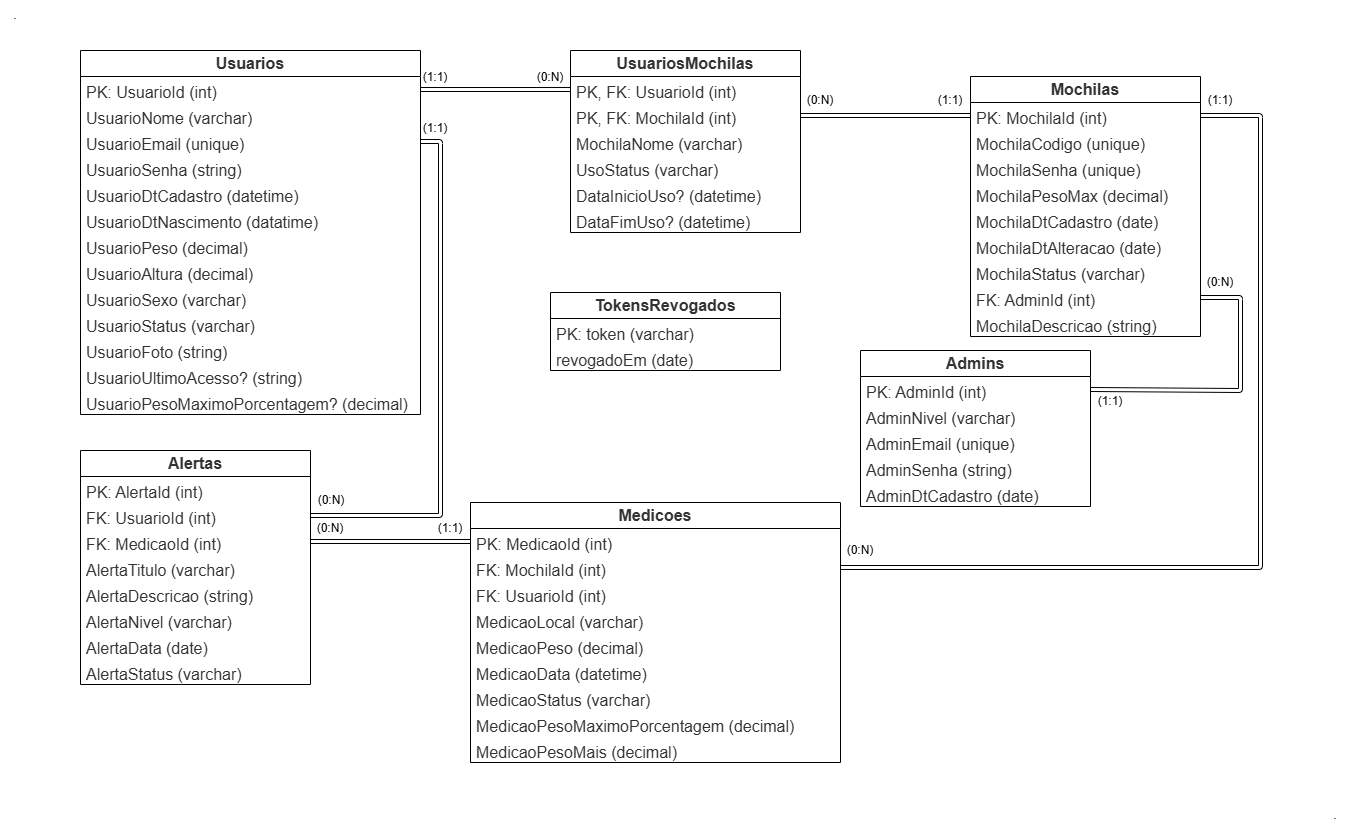 Usuarios
PK: UsuarioId (int)
UsuarioNome (varchar)
UsuarioEmail (unique)
UsuarioSenha (string)
UsuarioDtCadastro (datetime)
UsuarioDtNascimento (datatime)
UsuarioPeso (decimal)
UsuarioAltura (decimal)
UsuarioSexo (varchar)
UsuarioStatus (varchar)
UsuarioFoto (string)
UsuarioUltimoAcesso? (string)
UsuarioPesoMaximoPorcentagem? (decimal)
(1:1)
(0:N)
(1:1)
UsuariosMochilas
PK, FK: UsuarioId (int)
PK, FK: MochilaId (int)
MochilaNome (varchar)
UsoStatus (varchar)
DataInicioUso? (datetime)
DataFimUso? (datetime)
(0:N)
(1:1)
Mochilas
PK: MochilaId (int)
MochilaCodigo (unique)
MochilaSenha (unique)
MochilaPesoMax (decimal)
MochilaDtCadastro (date)
MochilaDtAlteracao (date)
MochilaStatus (varchar)
FK: AdminId (int)
MochilaDescricao (string)
(1:1)
(0:N)
TokensRevogados
PK: token (varchar)
revogadoEm (date)
Admins
PK: AdminId (int)
AdminNivel (varchar)
AdminEmail (unique)
AdminSenha (string)
AdminDtCadastro (date)
(1:1)
Alertas
PK: AlertaId (int)
FK: UsuarioId (int)
FK: MedicaoId (int)
AlertaTitulo (varchar)
AlertaDescricao (string)
AlertaNivel (varchar)
AlertaData (date)
AlertaStatus (varchar)
(0:N)
(0:N)
(1:1)
Medicoes
PK: MedicaoId (int)
FK: MochilaId (int)
FK: UsuarioId (int)
MedicaoLocal (varchar)
MedicaoPeso (decimal)
MedicaoData (datetime)
MedicaoStatus (varchar)
MedicaoPesoMaximoPorcentagem (decimal)
MedicaoPesoMais (decimal)
(0:N)